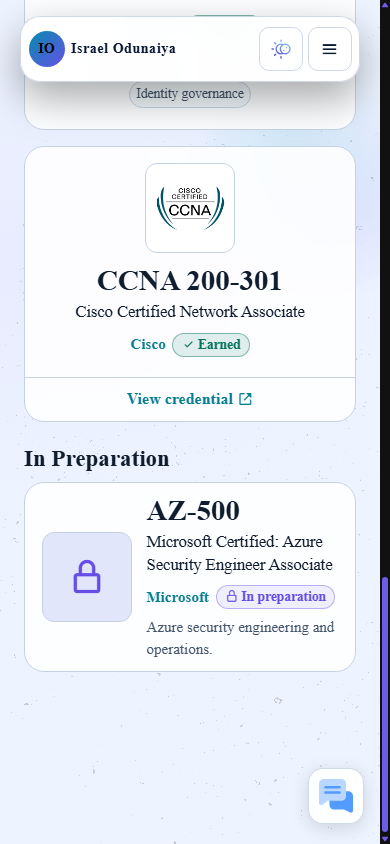 IO Israel Odunaiya
Identity governance
CISCO
CERTIFIED
CCNA
CCNA 200-301
Cisco Certified Network Associate
Cisco Earned
View credential
In Preparation
AZ-500
Microsoft Certified: Azure
Security Engineer Associate
Microsoft In preparation
Azure security engineering and
operations.